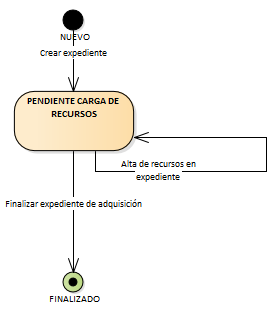 NUEVO
Crear expediente
PENDIENTE CARGA DE
RECURSOS
Alta de recursos en
expediente
Finalizar expediente de adquisición
FINALIZADO